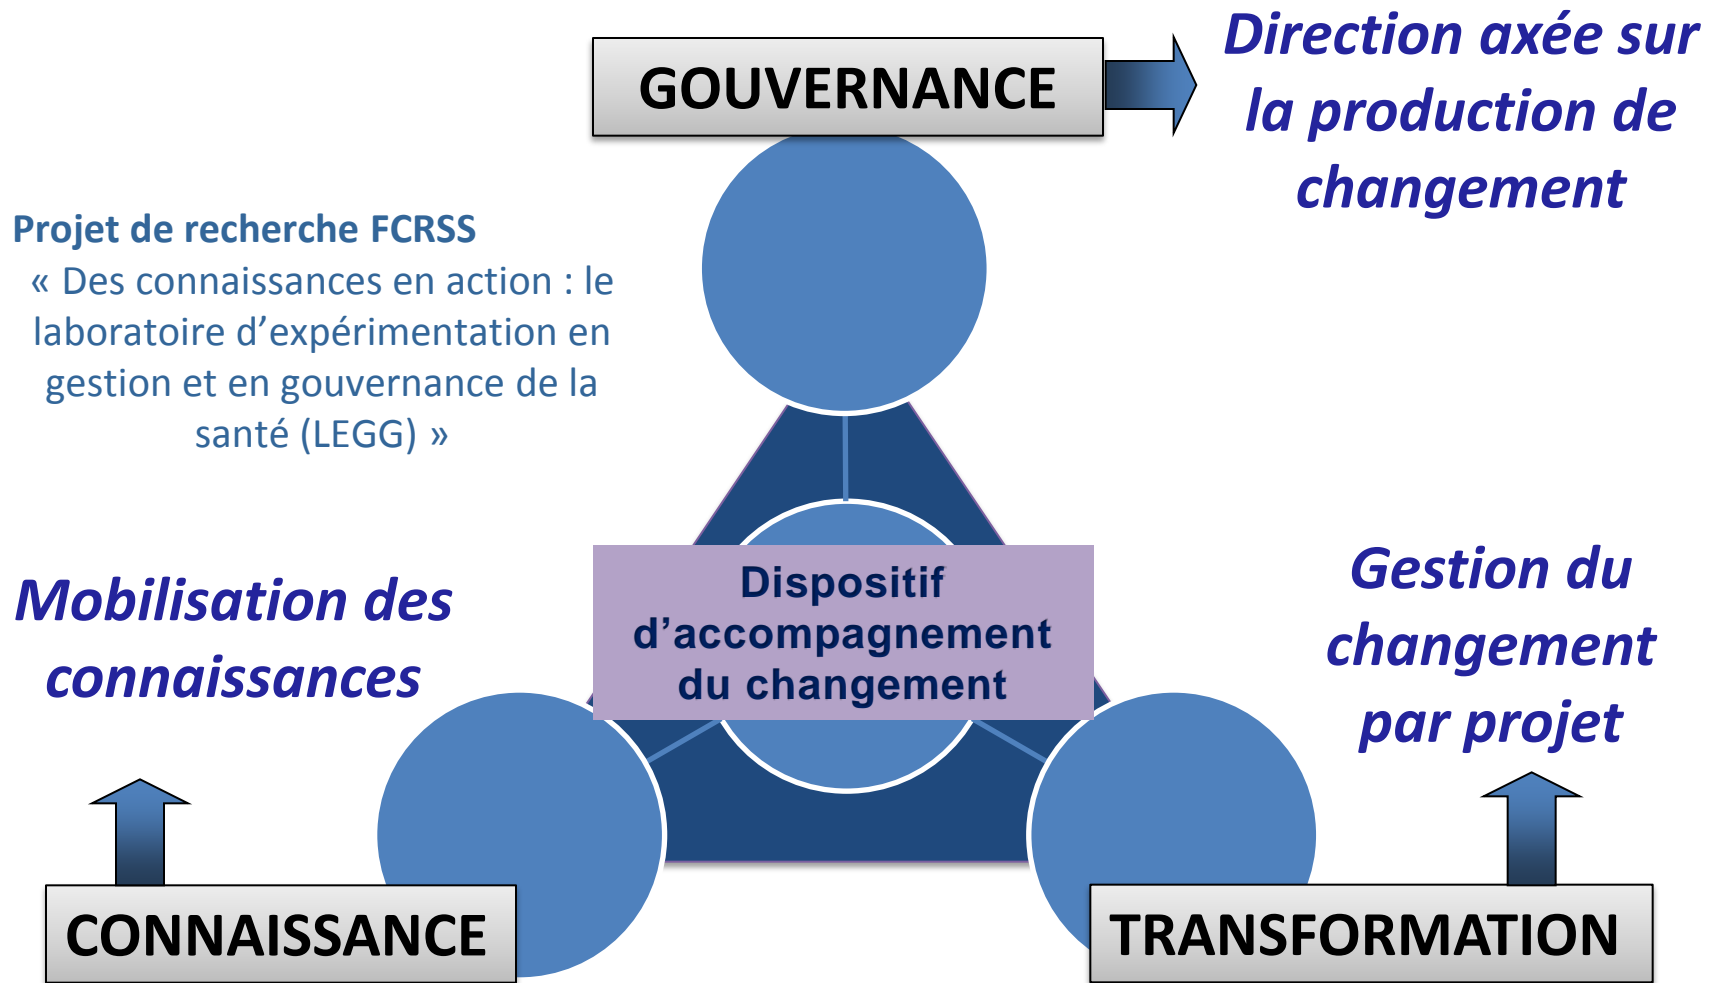 GOUVERNANCE
Direction axée sur
la production de
changement
Projet de recherche FCRSS
« Des connaissances en action : le
laboratoire d’expérimentation en
gestion et en gouvernance de la
santé (LEGG) »
Mobilisation des
connaissances
Dispositif
d’accompagnement
du changement
Gestion du
changement
par projet
CONNAISSANCE
TRANSFORMATION